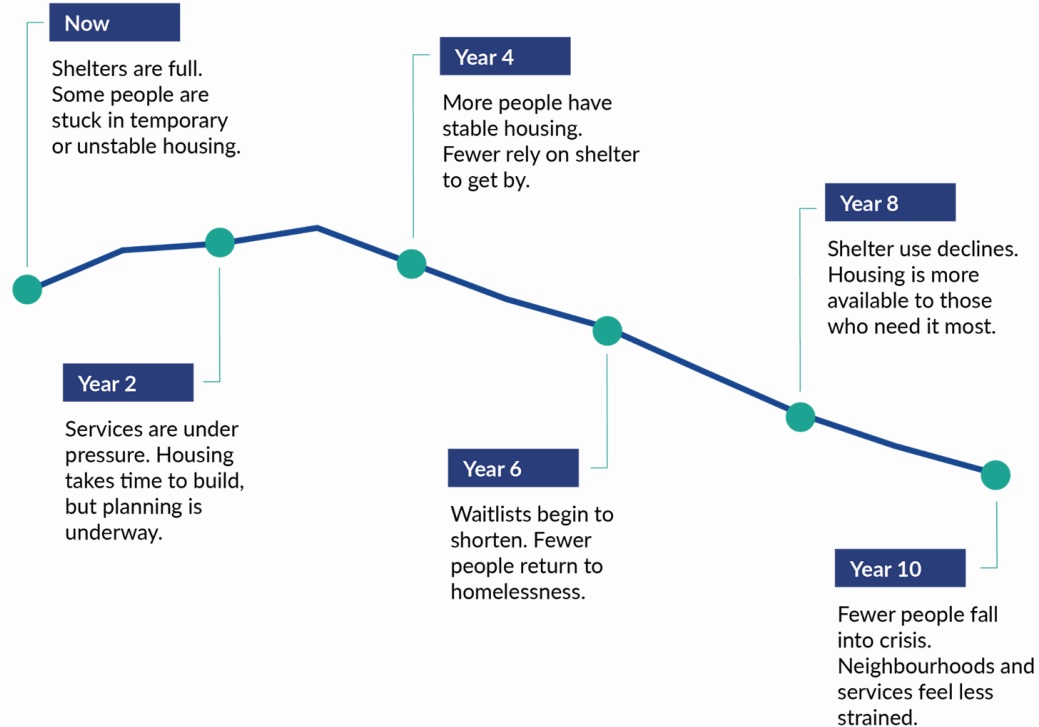 Now
Shelters are full.
Some people are
stuck in temporary
or unstable housing.
Year 2
Services are under
pressure. Housing
takes time to build,
but planning is
underway.
Year 4
More people have
stable housing.
Fewer rely on shelter
to get by.
Year 6
Waitlists begin to
shorten. Fewer
people return to
homelessness.
Year 8
Shelter use declines.
Housing is more
available to those
who need it most.
Year 10
Fewer people fall
into crisis.
Neighbourhoods and
services feel less
strained.